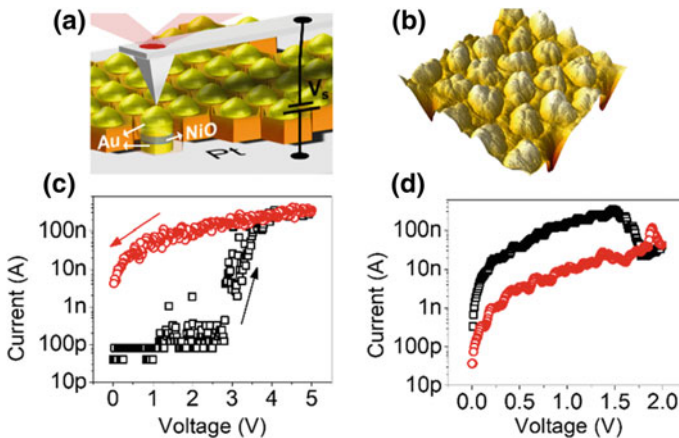 (a)
(b)
Vs
Au
NiO
Pt
(c)
(d)
100n
10n
1n
100p
10p
Current (A)
0 1 2 3 4 5
Voltage (V)
100n
10n
1n
100p
10p
Current (A)
0.0 0.5 1.0 1.5 2.0
Voltage (V)